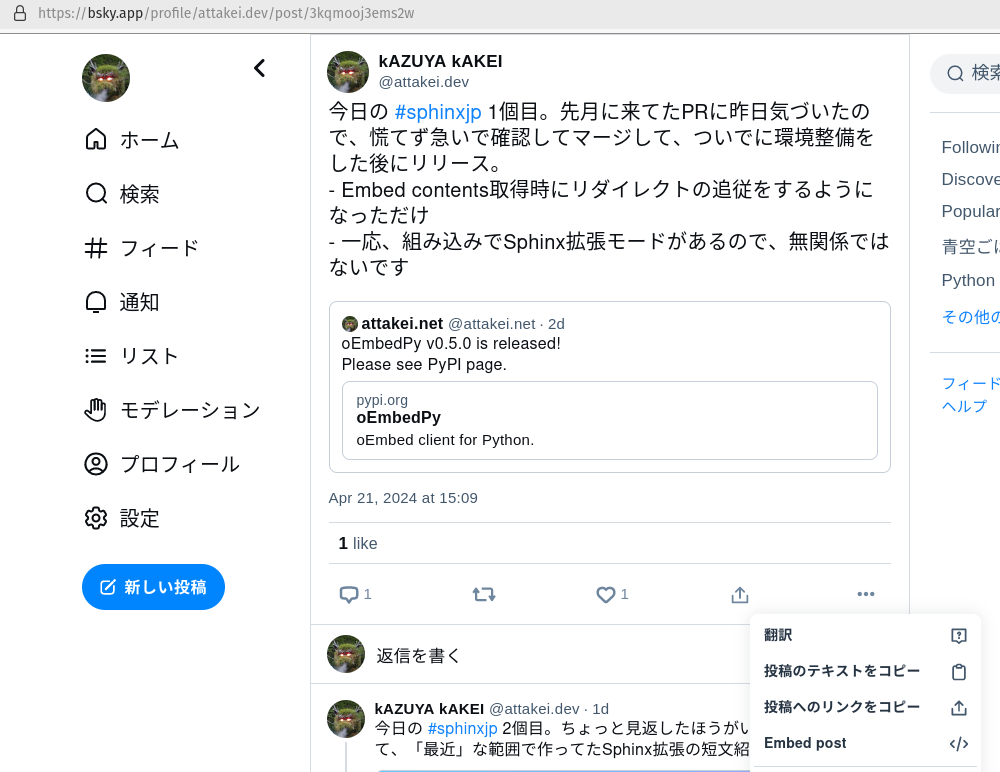 https://bsky.app/profile/attakei.dev/post/3kqmooj3ems2w
ホーム
検索
フィード
通知
リスト
モデレーション
プロフィール
設定
新しい投稿
kAZUYA kAKEI
@attakei.dev
今日の #sphinxjp 1個目。先月に来てたPRに昨日気づいたの
で、慌てず急いで確認してマージして、ついでに環境整備を
した後にリリース。
- Embed contents取得時にリダイレクトの追従をするように
なっただけ
- 一応、組み込みでSphinx拡張モードがあるので、無関係では
ないです
attakei.net @attakei.net · 2d
oEmbedPy v0.5.0 is released!
Please see PyPI page.
pypi.org
oEmbedPy
oEmbed client for Python.
Apr 21, 2024 at 15:09
1 like
1
1
返信を書く
kAZUYA kAKEI @attakei.dev · 1d
今日の #sphinxjp 2個目。ちょっと見返したほうがい
て、「最近」な範囲で作ってたSphinx拡張の短文紹
翻訳
投稿のテキストをコピー
投稿へのリンクをコピー
Embed post
検索
Followin
Discove
Popular
青空ごは
Python
その他の
フィード
ヘルプ